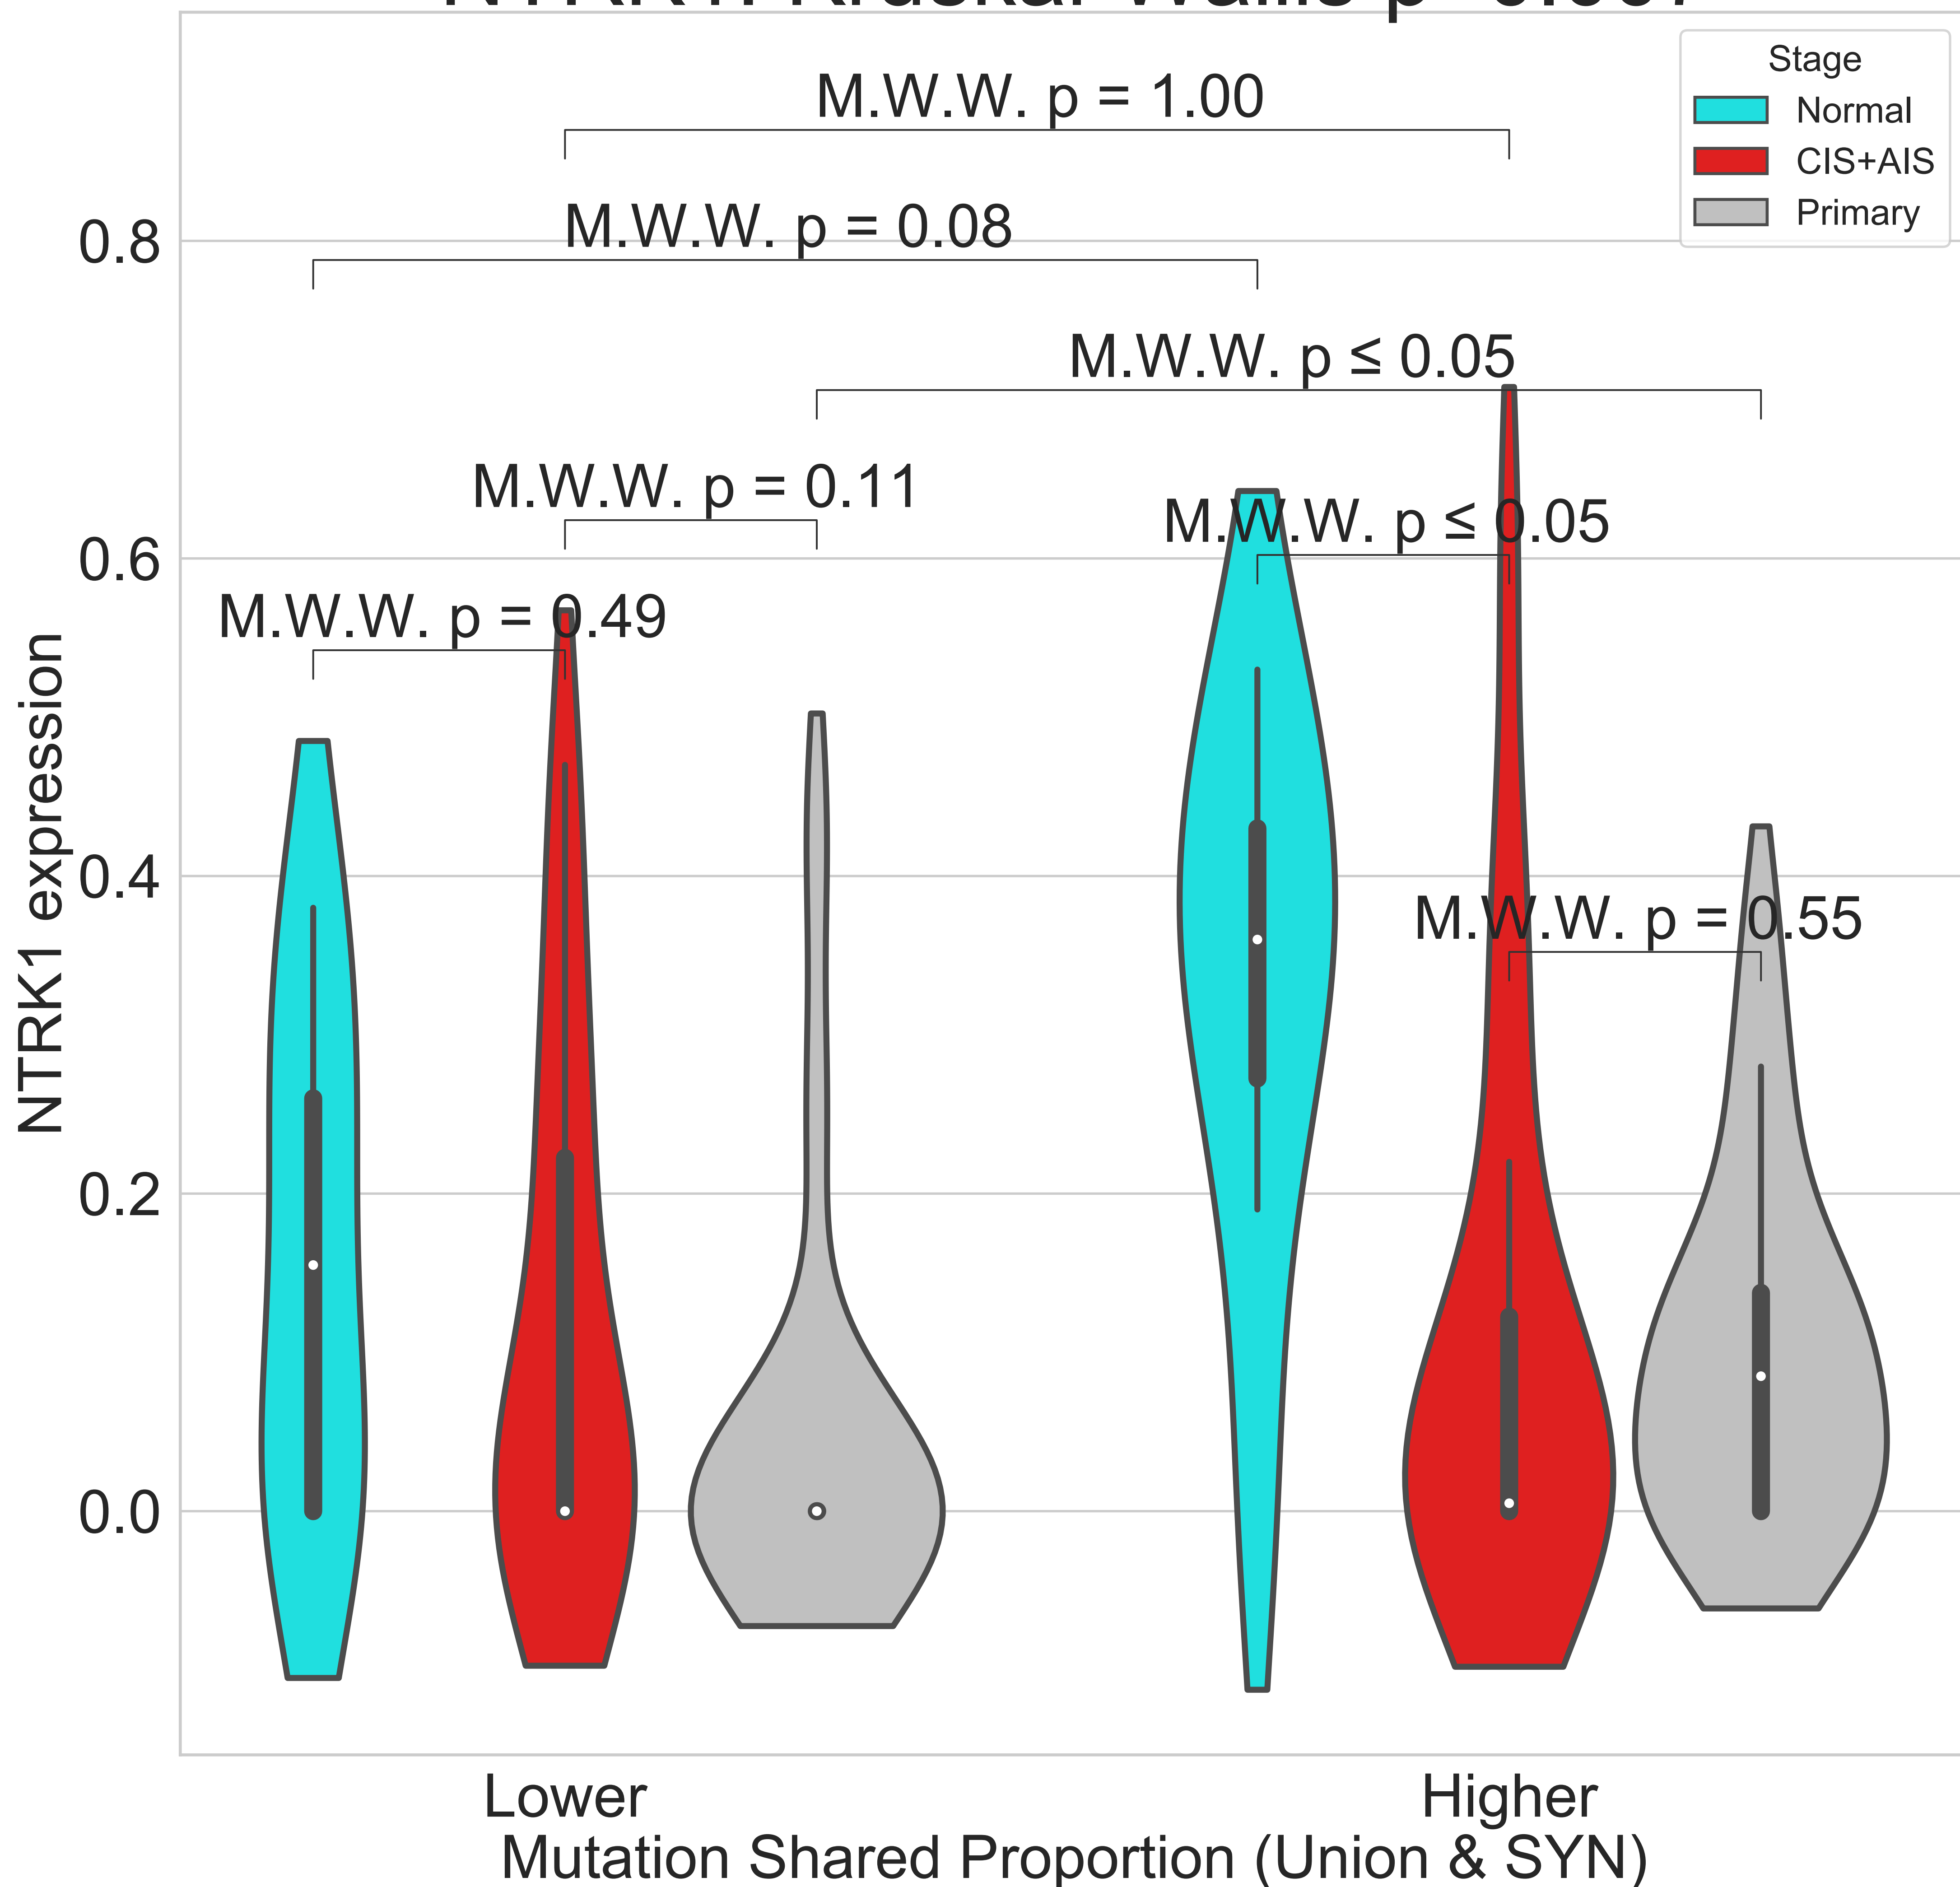 Stage
Normal
CIS+AIS
Primary
M.W.W. p = 1.00
M.W.W. p = 0.08
M.W.W. p ≤ 0.05
M.W.W. p = 0.11
M.W.W. p ≤ 0.05
M.W.W. p = 0.49
M.W.W. p = 0.55
NTRK1 expression
0.8
0.6
0.4
0.2
0.0
Lower
Higher
Mutation Shared Proportion (Union & SYN)